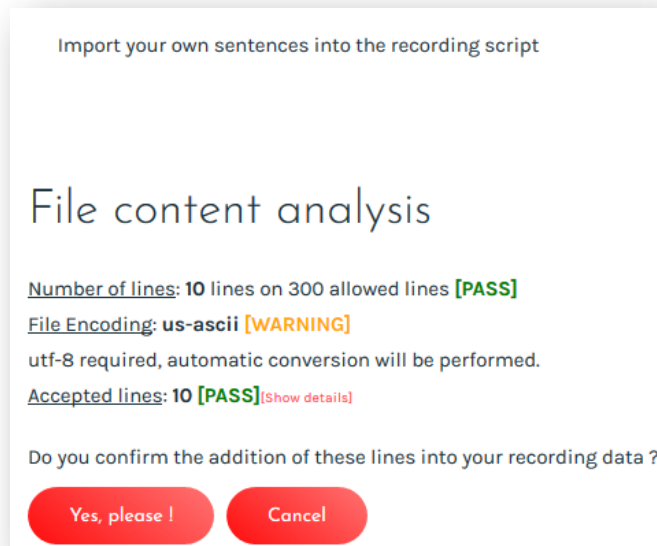 Import your own sentences into the recording script
File content analysis
Number of lines: 10 lines on 300 allowed lines [PASS]
File Encoding: us-ascii [WARNING]
utf-8 required, automatic conversion will be performed.
Accepted lines: 10 [PASS][Show details]
Do you confirm the addition of these lines into your recording data ?
Yes, please !
Cancel